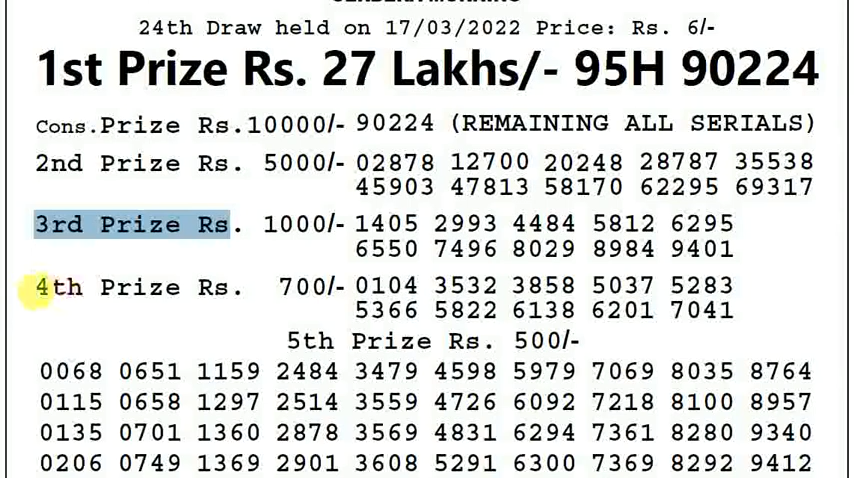 24th Draw held on 17/03/2022 Price: Rs. 6/-
1st Prize Rs. 27 Lakhs/- 95H 90224
Cons.Prize Rs.10000/- 90224 (REMAINING ALL SERIALS)
2nd Prize Rs. 5000/- 02878 12700 20248 28787 35538
45903 47813 58170 62295 69317
3rd Prize Rs. 1000/- 1405 2993 4484 5812 6295
6550 7496 8029 8984 9401
4th Prize Rs. 700/- 0104 3532 3858 5037 5283
5366 5822 6138 6201 7041
5th Prize Rs. 500/-
0068 0651 1159 2484 3479 4598 5979 7069 8035 8764
0115 0658 1297 2514 3559 4726 6092 7218 8100 8957
0135 0701 1360 2878 3569 4831 6294 7361 8280 9340
0206 0749 1369 2901 3608 5291 6300 7369 8292 9412